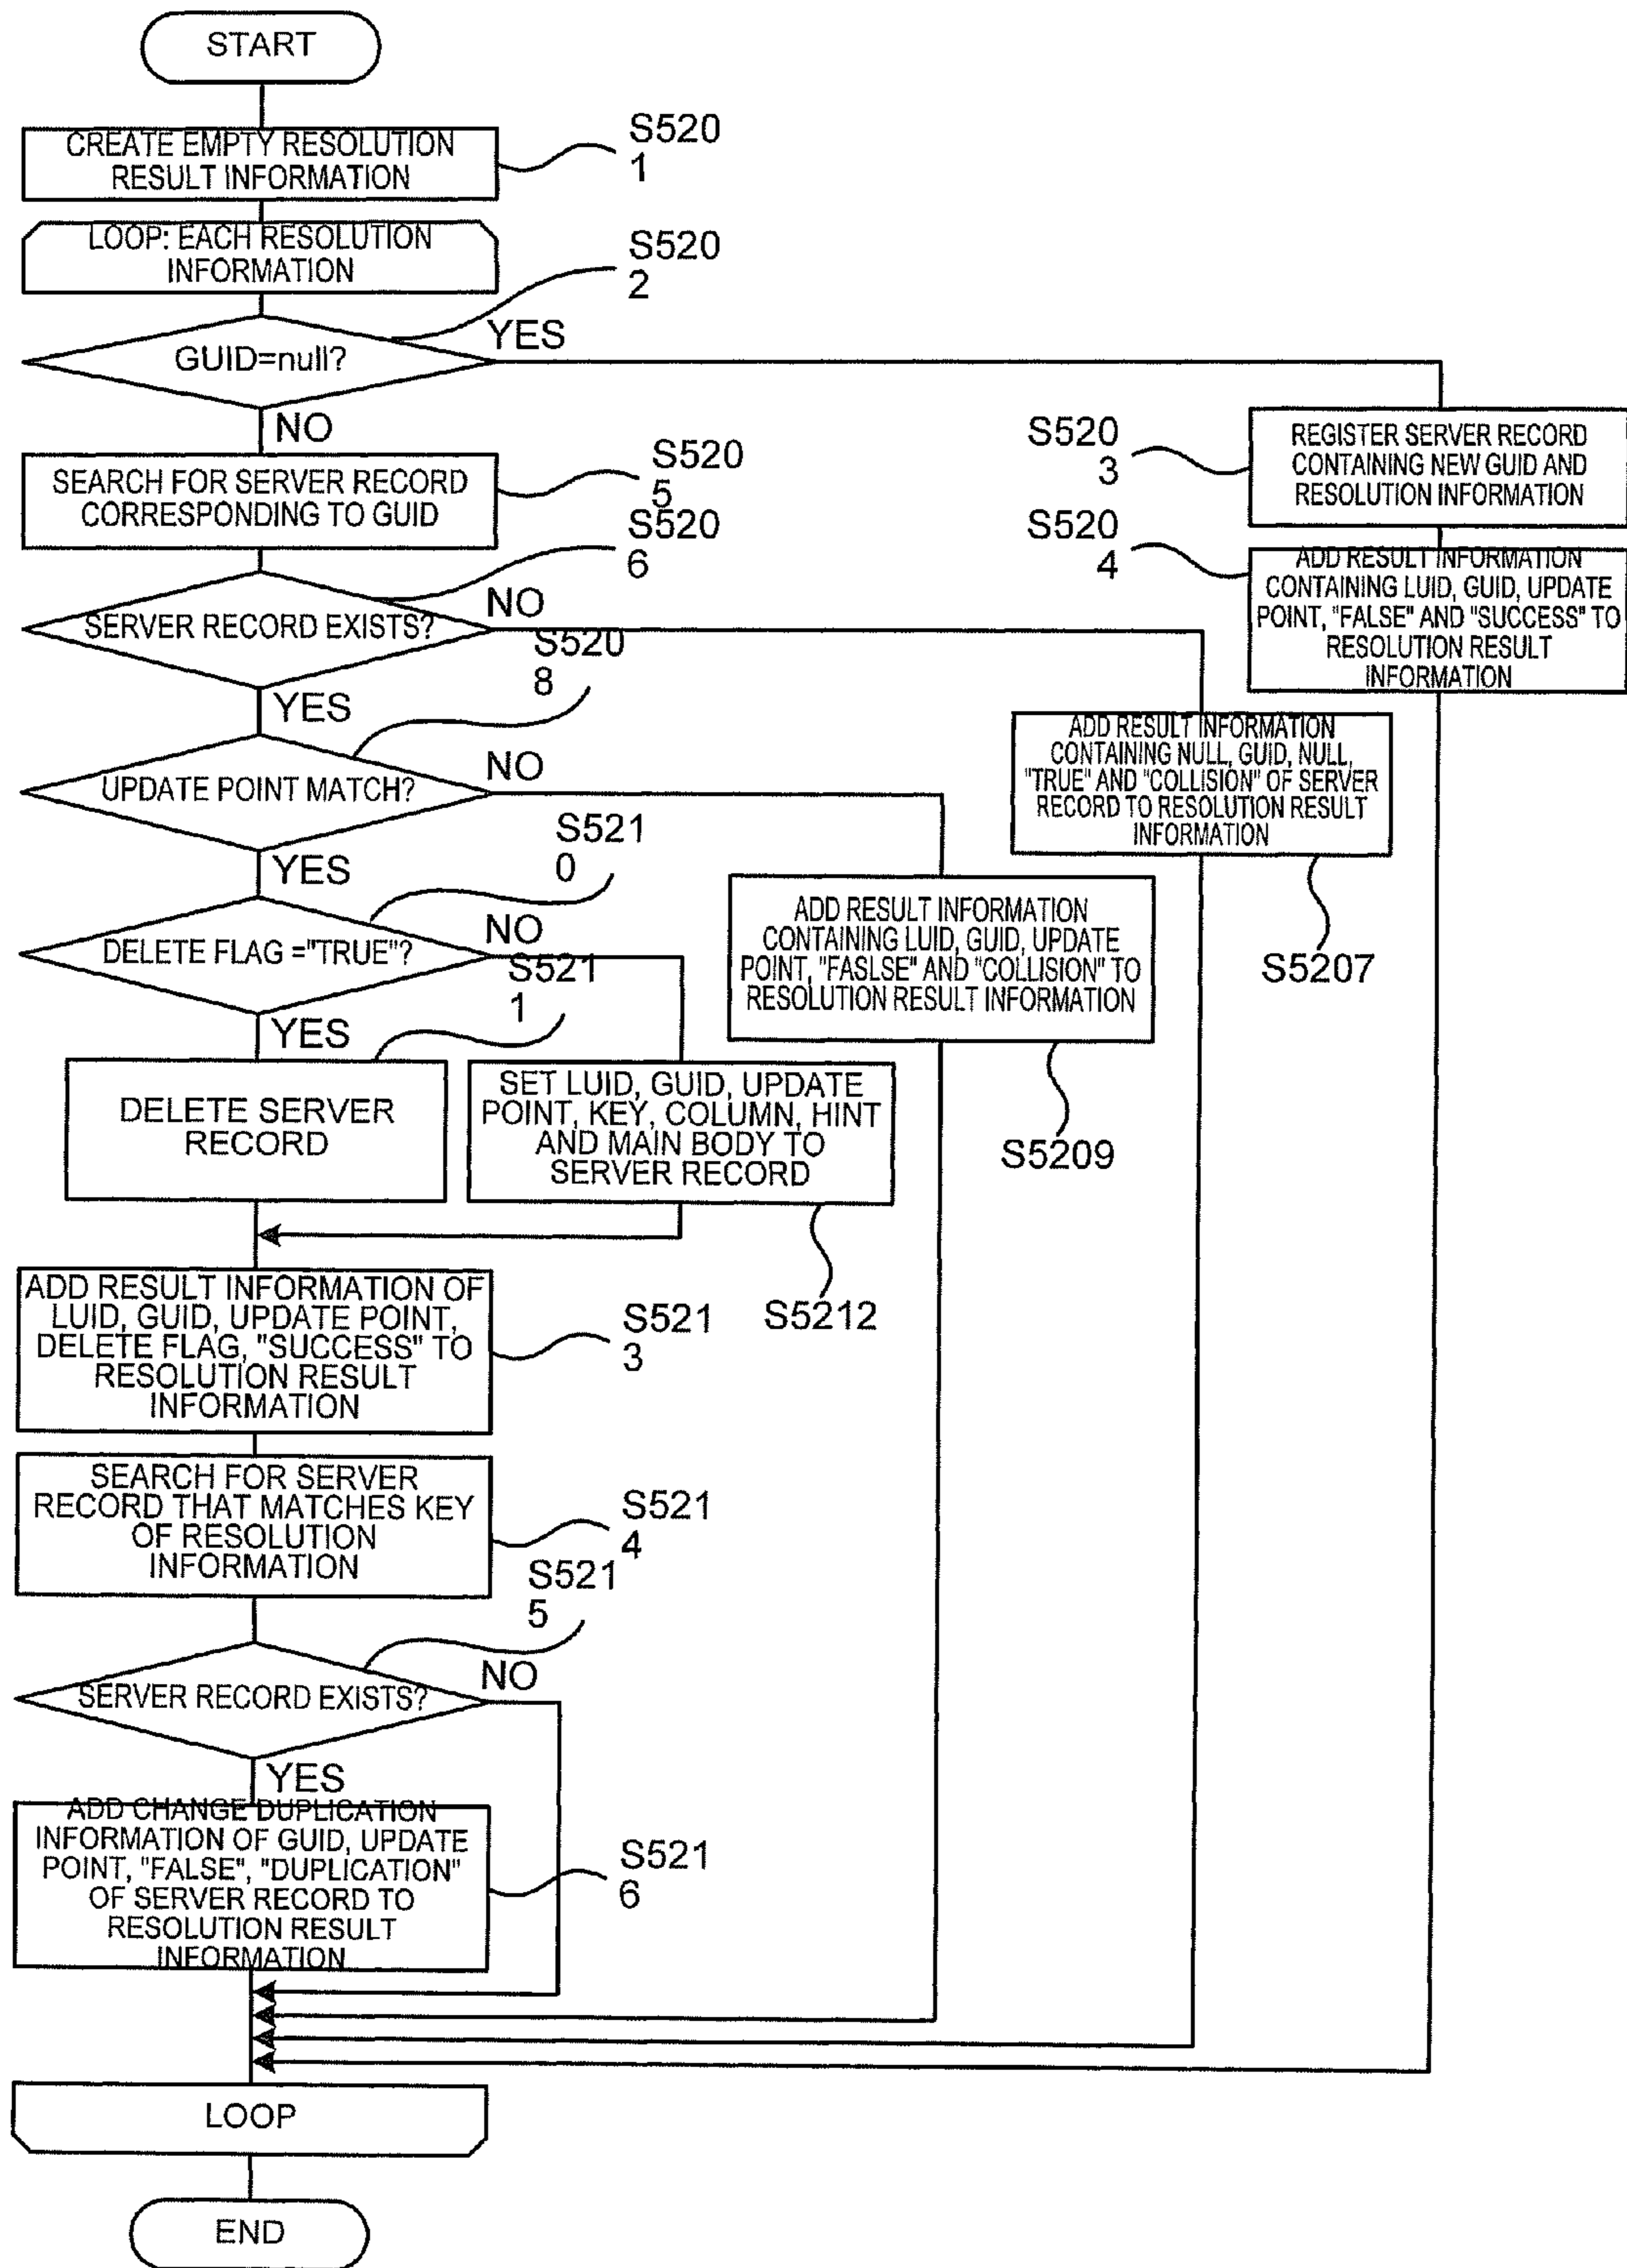 START
CREATE EMPTY RESOLUTION
RESULT INFORMATION
S520
1
LOOP: EACH RESOLUTION
INFORMATION
S520
2
GUID=null?
YES
NO
SEARCH FOR SERVER RECORD
CORRESPONDING TO GUID
S520
5
S520
3
REGISTER SERVER RECORD
CONTAINING NEW GUID AND
RESOLUTION INFORMATION
S520
4
ADD RESULT INFORMATION
CONTAINING LUID, GUID, UPDATE
POINT, "FALSE" AND "SUCCESS" TO
RESOLUTION RESULT
INFORMATION
S520
6
SERVER RECORD EXISTS?
NO
YES
ADD RESULT INFORMATION
CONTAINING NULL, GUID, NULL,
"TRUE" AND "COLLISION" OF SERVER
RECORD TO RESOLUTION RESULT
INFORMATION
S5207
S520
8
UPDATE POINT MATCH?
NO
YES
ADD RESULT INFORMATION
CONTAINING LUID, GUID, UPDATE
POINT, "FASLSE" AND "COLLISION" TO
RESOLUTION RESULT INFORMATION
S5209
S521
0
DELETE FLAG ="TRUE"?
NO
YES
S521
1
DELETE SERVER
RECORD
SET LUID, GUID, UPDATE
POINT, KEY, COLUMN, HINT
AND MAIN BODY TO
SERVER RECORD
S5212
ADD RESULT INFORMATION OF
LUID, GUID, UPDATE POINT,
DELETE FLAG, "SUCCESS" TO
RESOLUTION RESULT
INFORMATION
S521
3
SEARCH FOR SERVER
RECORD THAT MATCHES KEY
OF RESOLUTION
INFORMATION
S521
4
S521
5
SERVER RECORD EXISTS?
NO
YES
ADD CHANGE DUPLICATION
INFORMATION OF GUID, UPDATE
POINT, "FALSE", "DUPLICATION"
OF SERVER RECORD TO
RESOLUTION RESULT
INFORMATION
S521
6
LOOP
END